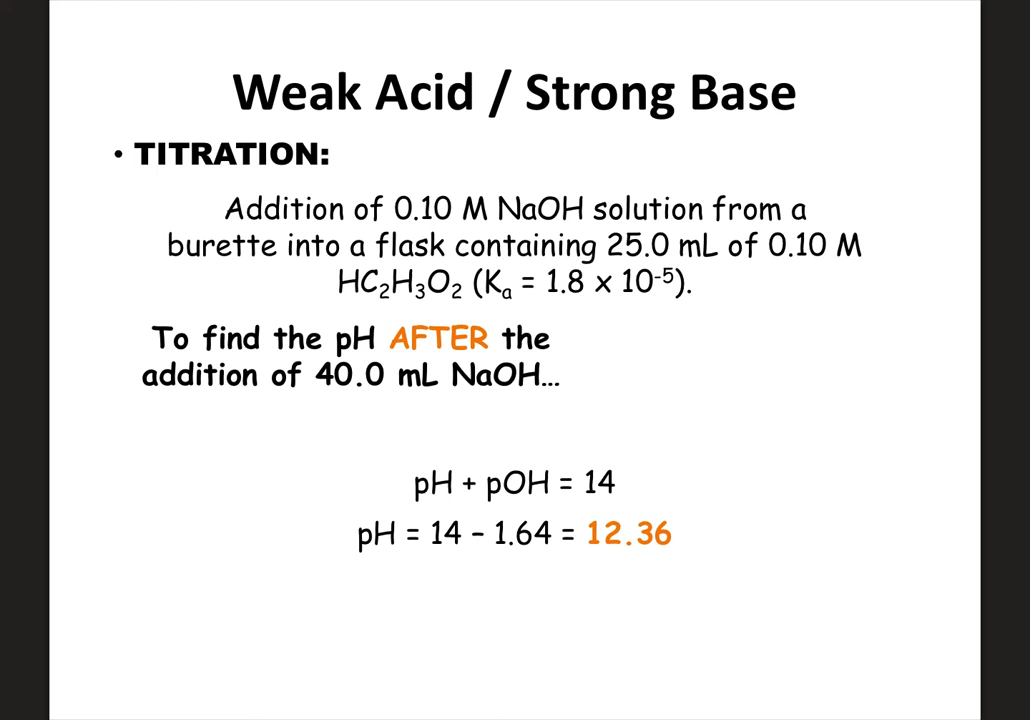 Weak Acid / Strong Base
• TITRATION:
Addition of 0.10 M NaOH solution from a
burette into a flask containing 25.0 mL of 0.10 M
HC₂H₃O₂ (Kₐ = 1.8 x 10⁻⁵).
To find the pH AFTER the
addition of 40.0 mL NaOH…
pH + pOH = 14
pH = 14 – 1.64 = 12.36